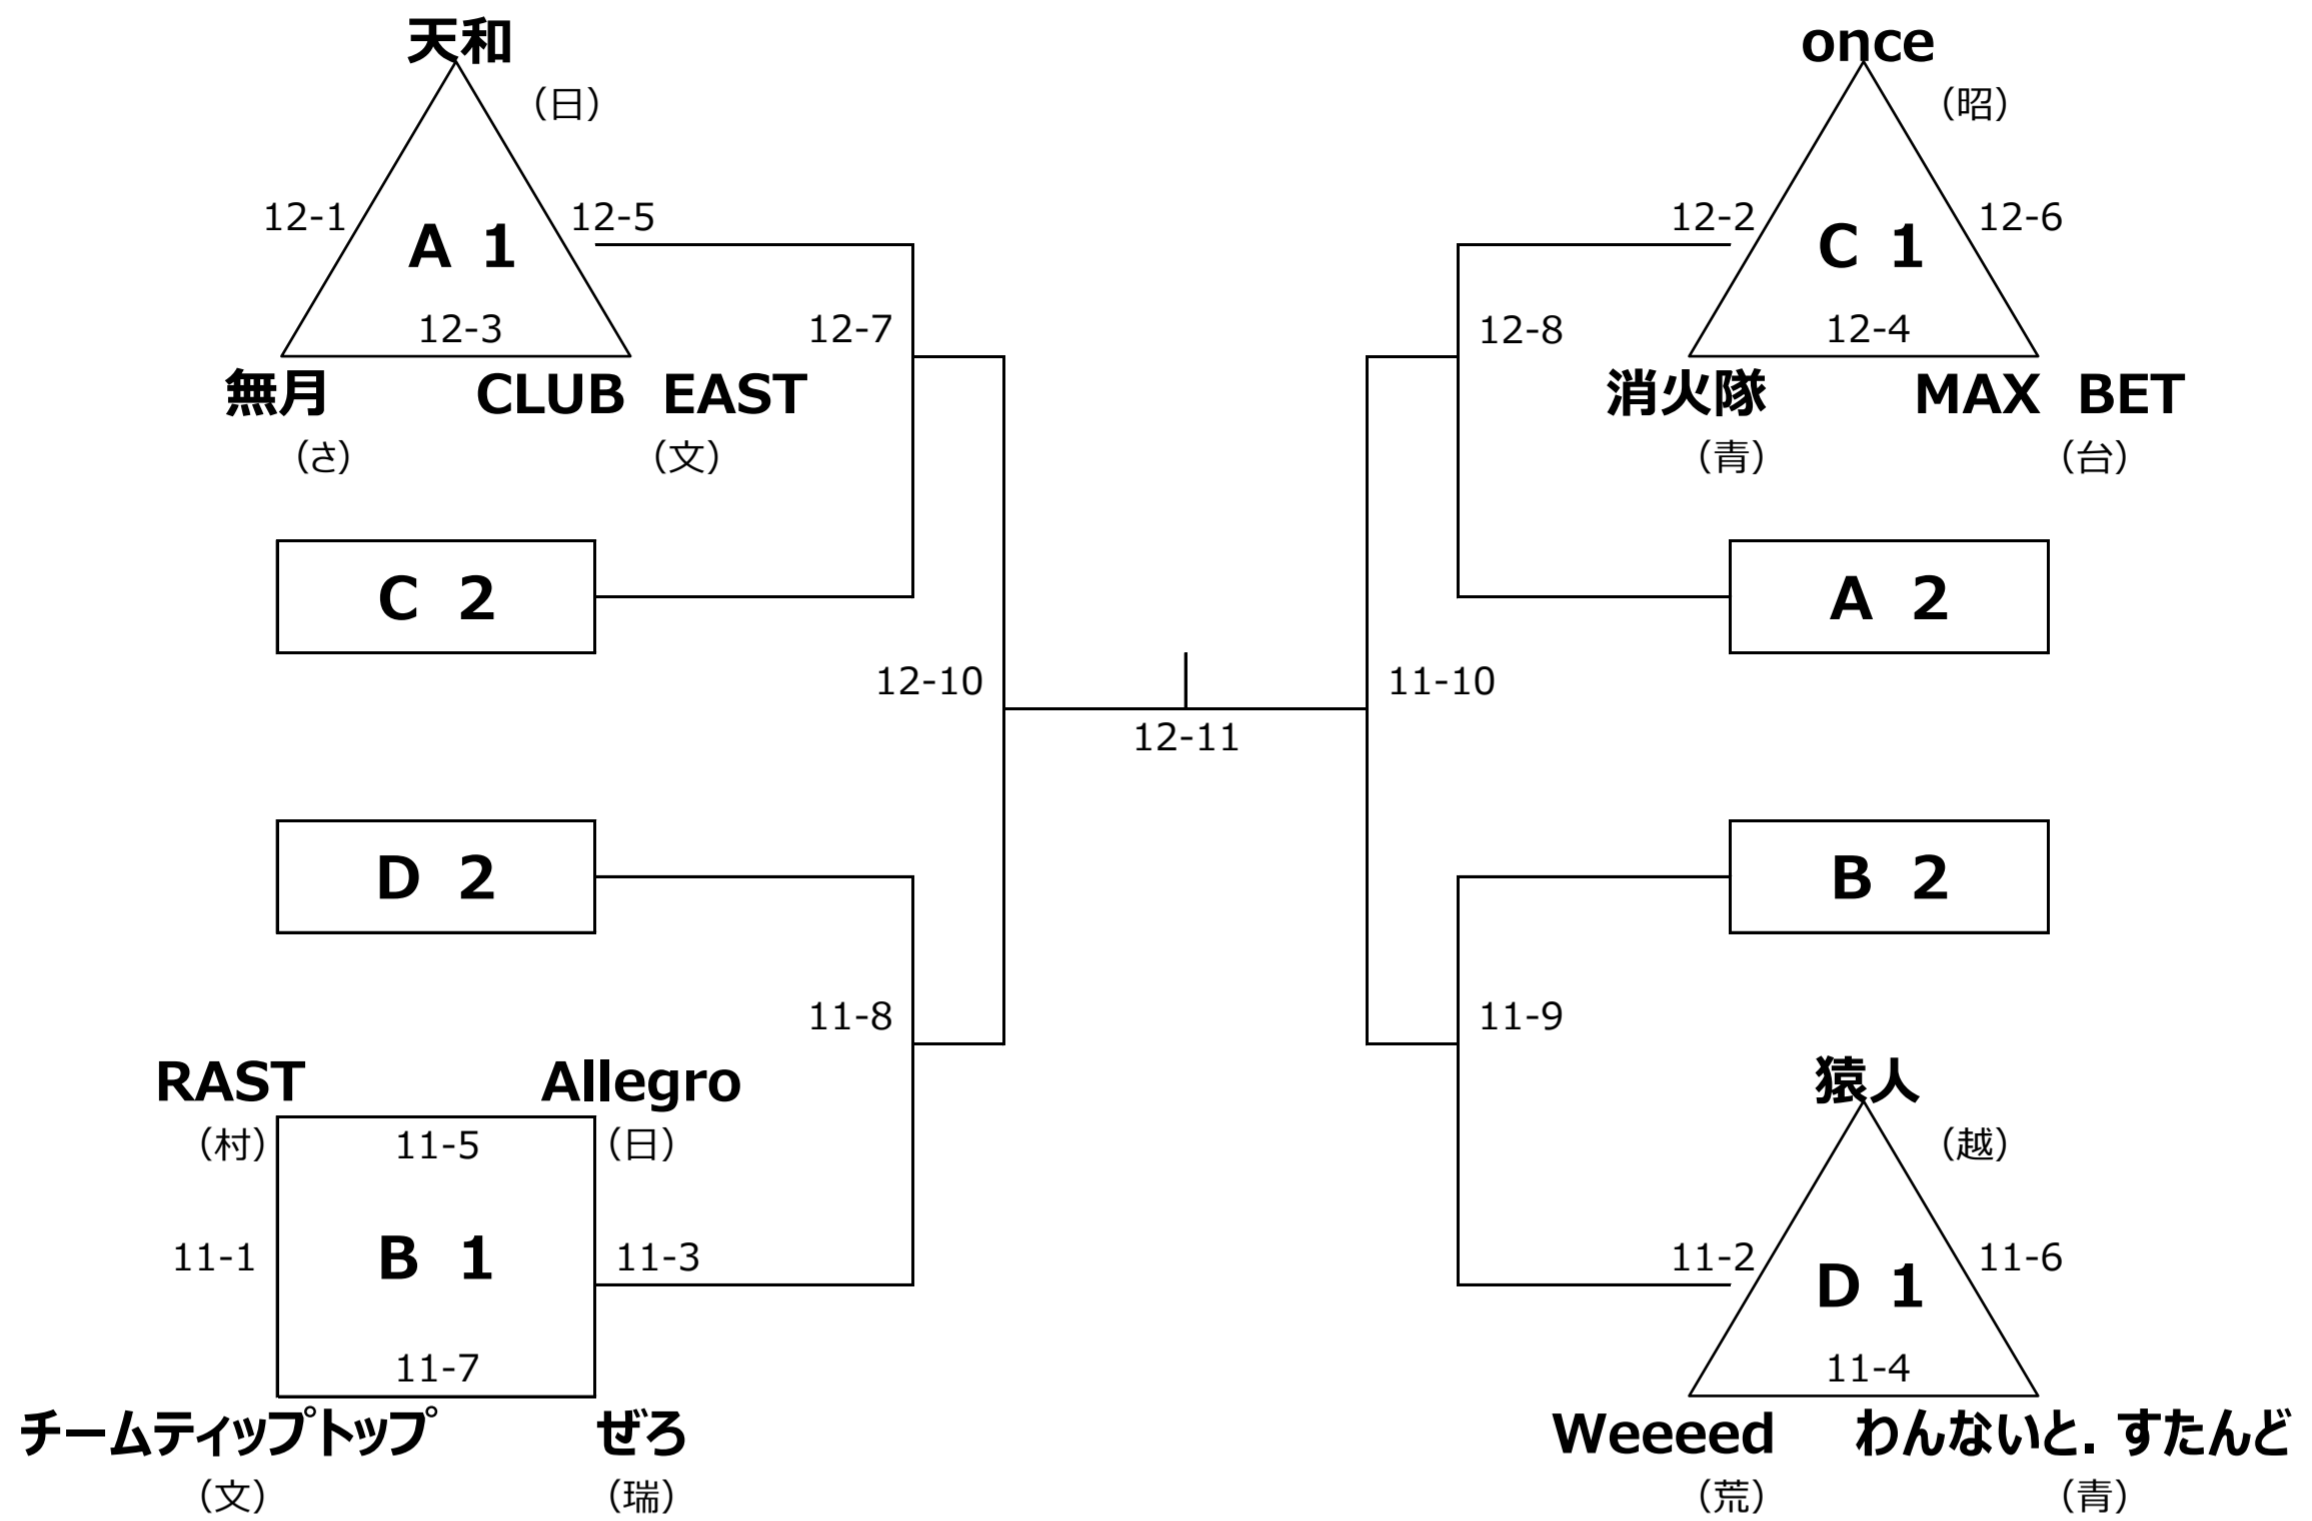 天和 once
（日） （昭）
12-1 12-5 12-2 12-6
A 1 C 1
12-3 12-7 12-8 12-4
無月 CLUB EAST 消火隊 MAX BET
（さ） （文） （青） （台）
C 2 A 2
12-10 11-10
12-11
D 2 B 2
11-8 11-9
RAST Allegro 猿人
（村） 11-5 （日） （越）
11-1 B 1 11-3 11-2 D 1 11-6
11-7 11-4
チームティップトップ ぜろ Weeeed わんないと．すたんど
（文） （瑞） （荒） （青）